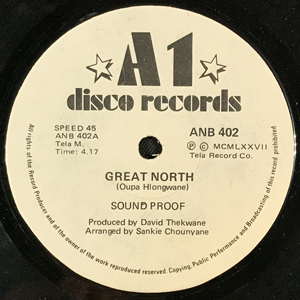 A1
disco records
SPEED 45
ANB 402A
Tela M.
Time: 4.17
ANB 402
Ⓟ © MCMLXXVII
Tela Record Co.
GREAT NORTH
(Oupa Hlongwane)
SOUND PROOF
Produced by David Thekwane
Arranged by Sankie Chounyane
All rights of the Record Producer and of the owner of the work reproduced reserved. Copying, Public Performance and Broadcasting of this record prohibited.